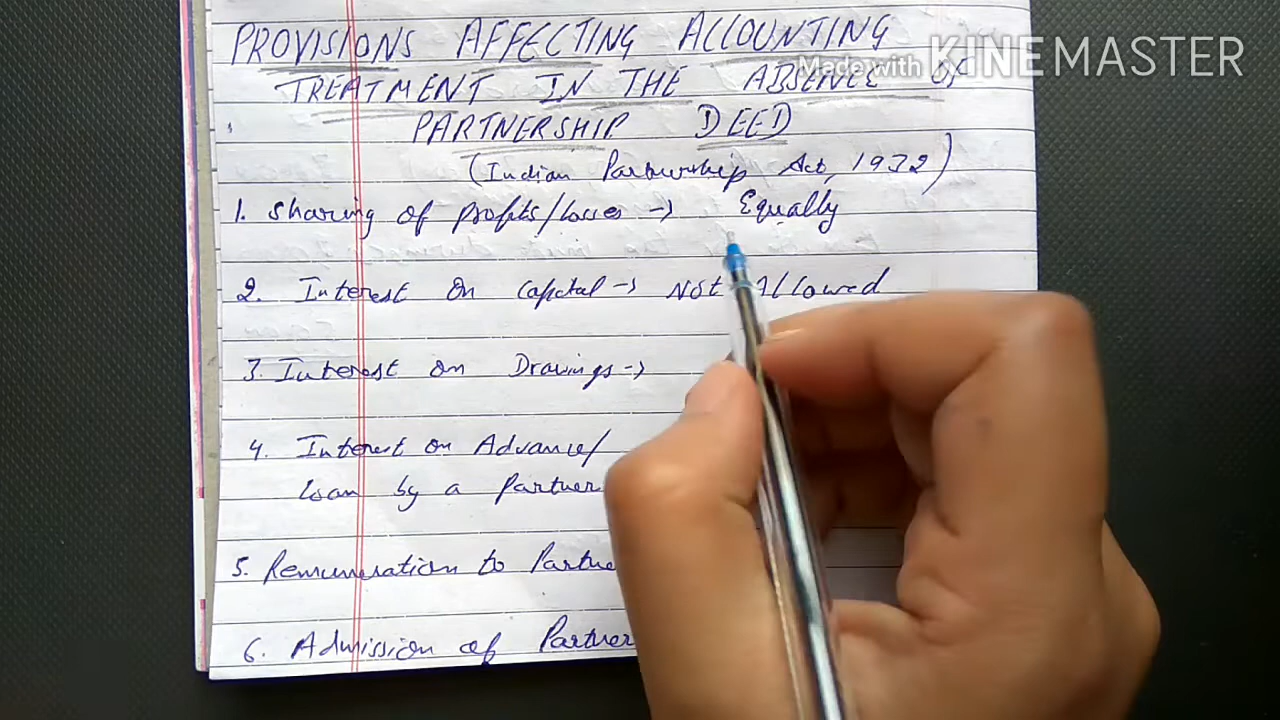 PROVISIONS AFFECTING ACCOUNTING
Made with KINEMASTER
TREATMENT IN THE ABSENCE OF
PARTNERSHIP DEED
(Indian Partnership Act, 1932)
1. Sharing of profits/losses → Equally
2. Interest on capital → Not Allowed
3. Interest on Drawings →
4. Interest on Advance/
loan by a partner
5. Remuneration to Partne
6. Admission of Partner